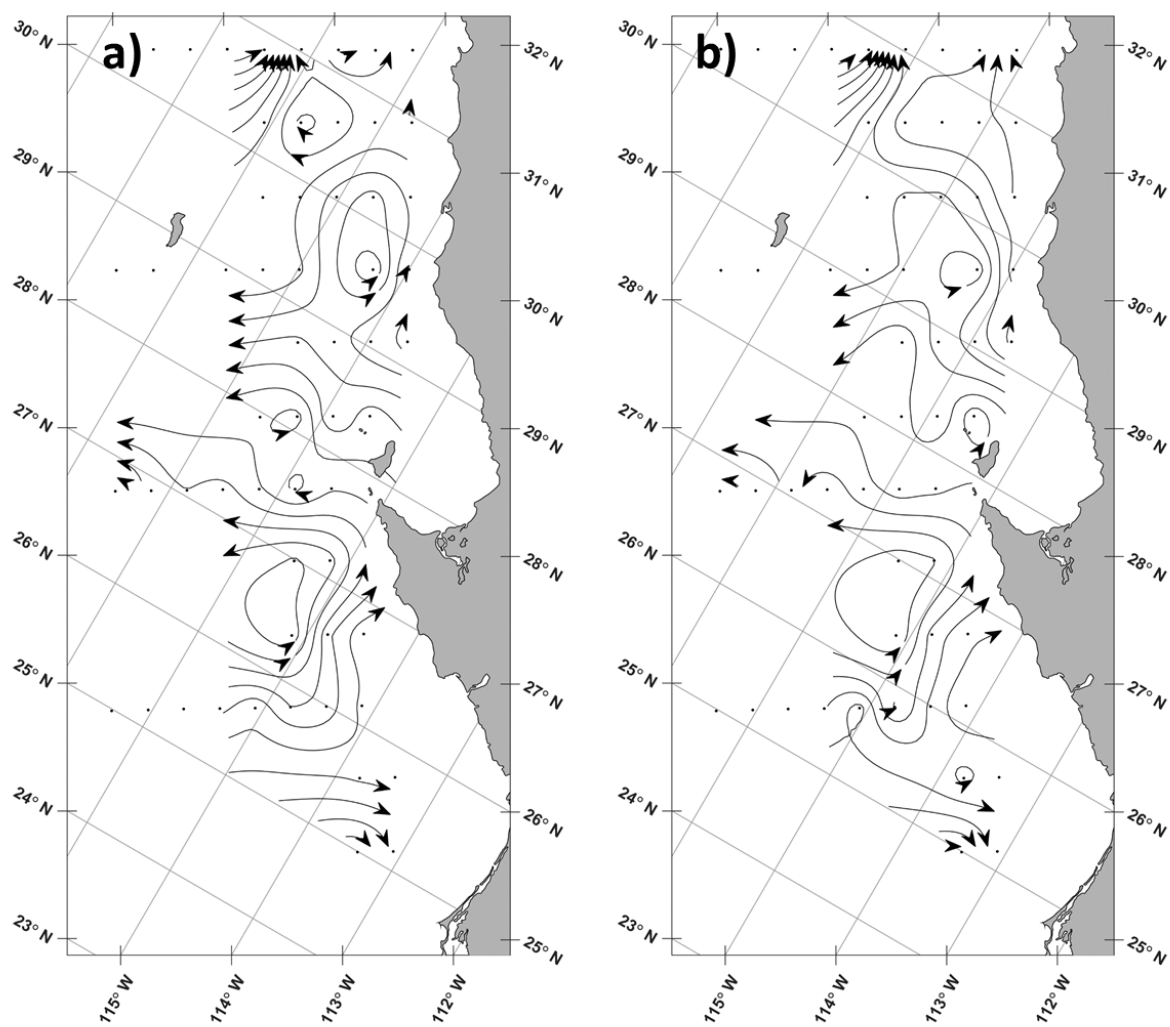 a)
30° N
29° N
28° N
27° N
26° N
25° N
24° N
23° N
32° N
31° N
30° N
29° N
28° N
27° N
26° N
25° N
115° W
114° W
113° W
112° W
b)
30° N
29° N
28° N
27° N
26° N
25° N
24° N
23° N
32° N
31° N
30° N
29° N
28° N
27° N
26° N
25° N
115° W
114° W
113° W
112° W